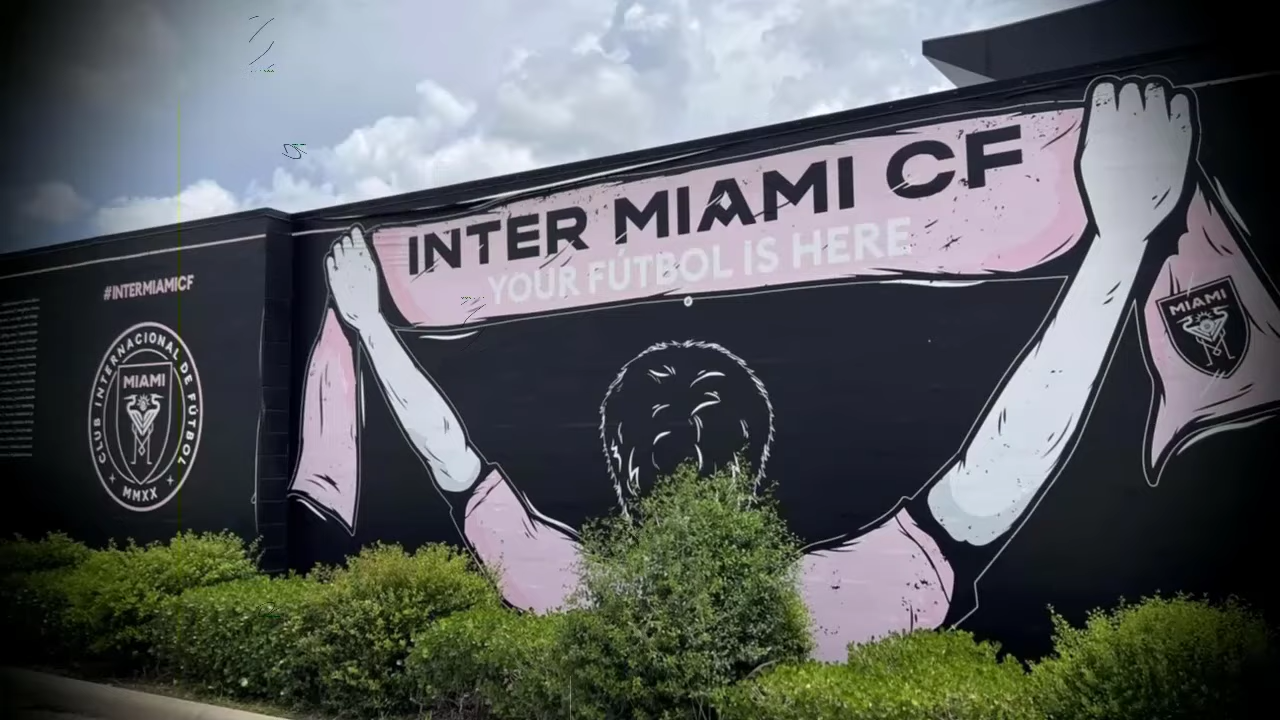 #INTERMIAMICF
CLUB INTERNACIONAL DE FÚTBOL
MIAMI
MMXX
INTER MIAMI CF
YOUR FÚTBOL IS HERE
MIAMI